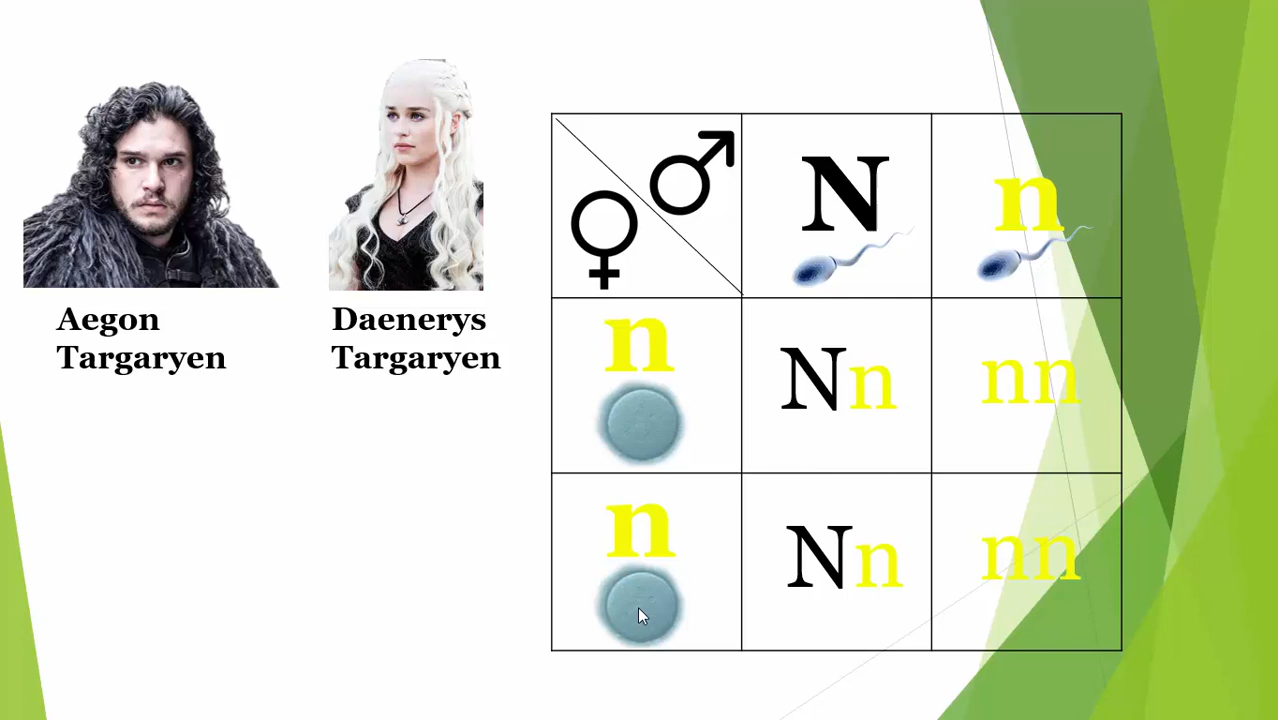 Aegon
Targaryen
Daenerys
Targaryen
N n
n Nn nn
n Nn nn